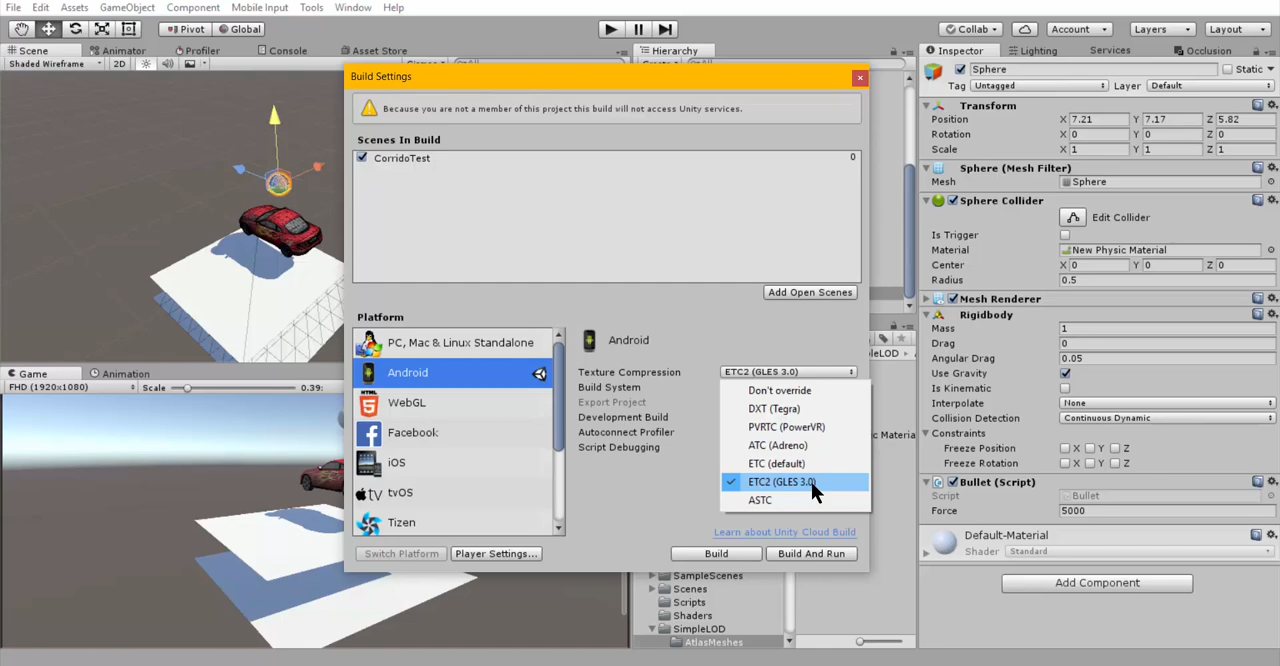 File Edit Assets GameObject Component Mobile Input Tools Window Help
Pivot Global Collab Account Layers Layout
Scene Animator Profiler Console Asset Store
Shaded Wireframe 2D
Hierarchy
Build Settings
Because you are not a member of this project this build will not access Unity services.
Scenes In Build
CorridoTest 0
Add Open Scenes
Platform
PC, Mac & Linux Standalone
Android
WebGL
Facebook
iOS
tv tvOS
Tizen
Android
Texture Compression ETC2 (GLES 3.0)
Build System
Export Project
Development Build
Autoconnect Profiler
Script Debugging
Don't override
DXT (Tegra)
PVRTC (PowerVR)
ATC (Adreno)
ETC (default)
ETC2 (GLES 3.0)
ASTC
Learn about Unity Cloud Build
Switch Platform Player Settings... Build Build And Run
Game Animation
FHD (1920x1080) Scale 0.39:
SampleScenes
Scenes
Scripts
Shaders
SimpleLOD
AtlasMeshes
Inspector Lighting Services Occlusion
Sphere Static
Tag Untagged Layer Default
Transform
Position X 7.21 Y 7.17 Z 5.82
Rotation X 0 Y 0 Z 0
Scale X 1 Y 1 Z 1
Sphere (Mesh Filter)
Mesh Sphere
Sphere Collider
Edit Collider
Is Trigger
Material New Physic Material
Center X 0 Y 0 Z 0
Radius 0.5
Mesh Renderer
Rigidbody
Mass 1
Drag 0
Angular Drag 0.05
Use Gravity
Is Kinematic
Interpolate None
Collision Detection Continuous Dynamic
Constraints
Freeze Position X Y Z
Freeze Rotation X Y Z
Bullet (Script)
Script Bullet
Force 5000
Default-Material
Shader Standard
Add Component